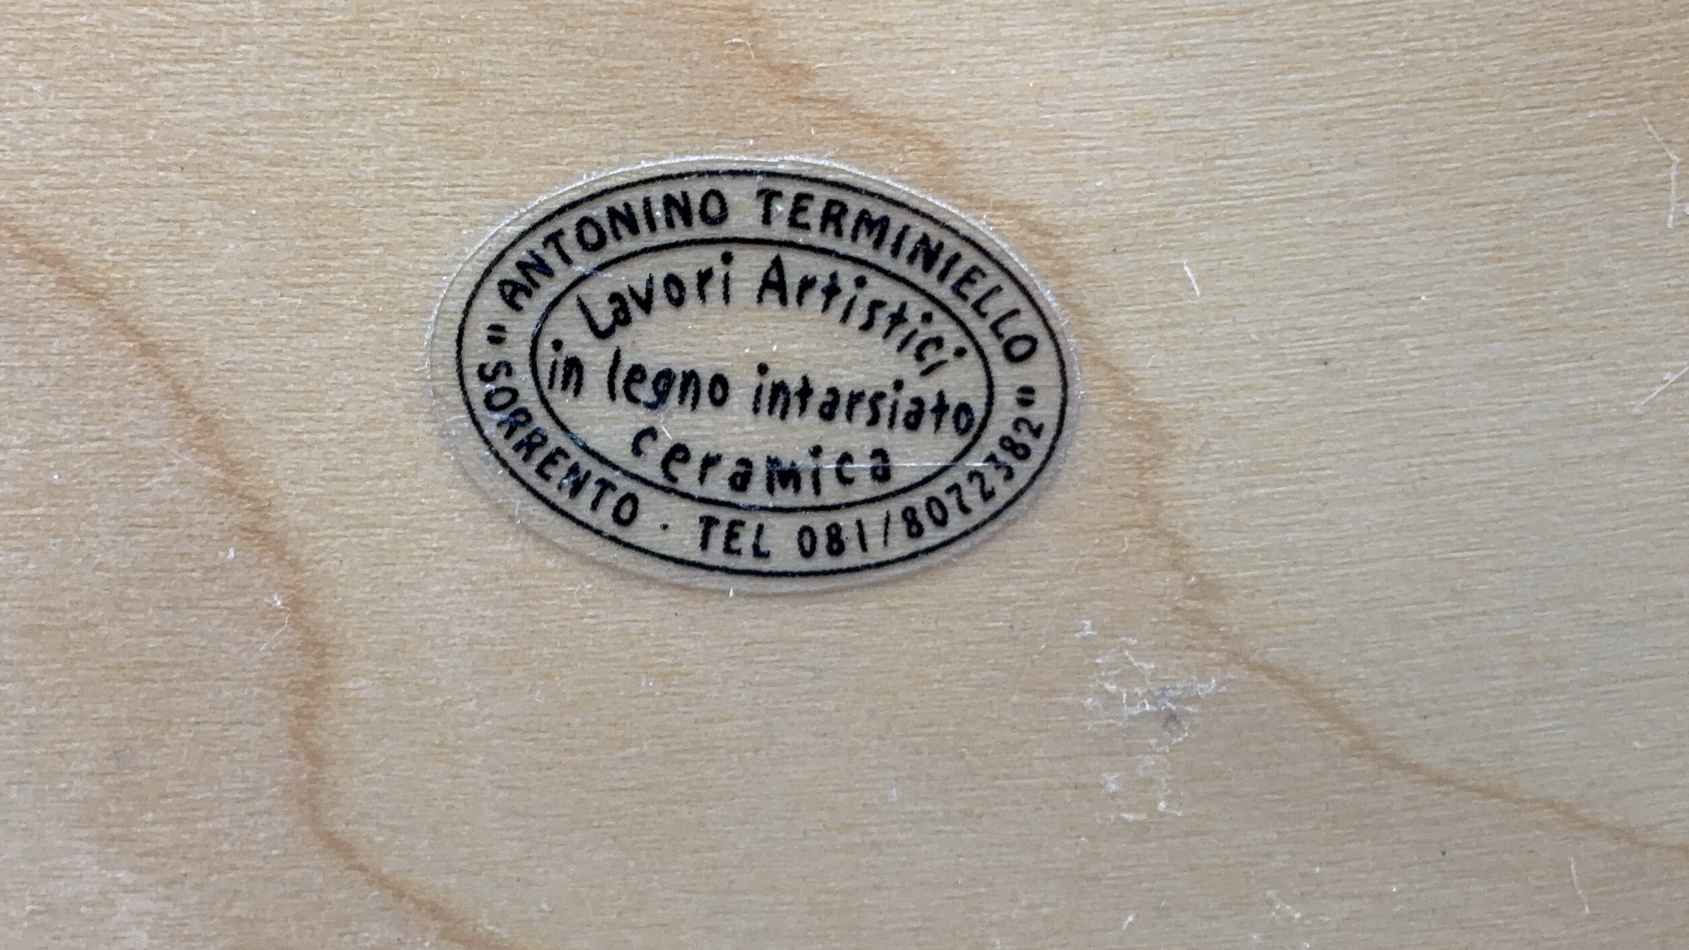 "ANTONINO TERMINIELLO"
Lavori Artistici
in legno intarsiato
ceramica
SORRENTO · TEL 081/8072382